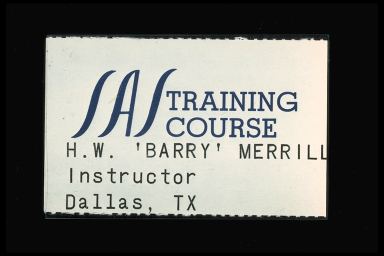 SAS TRAINING
COURSE
H.W. 'BARRY' MERRILL
Instructor
Dallas, TX